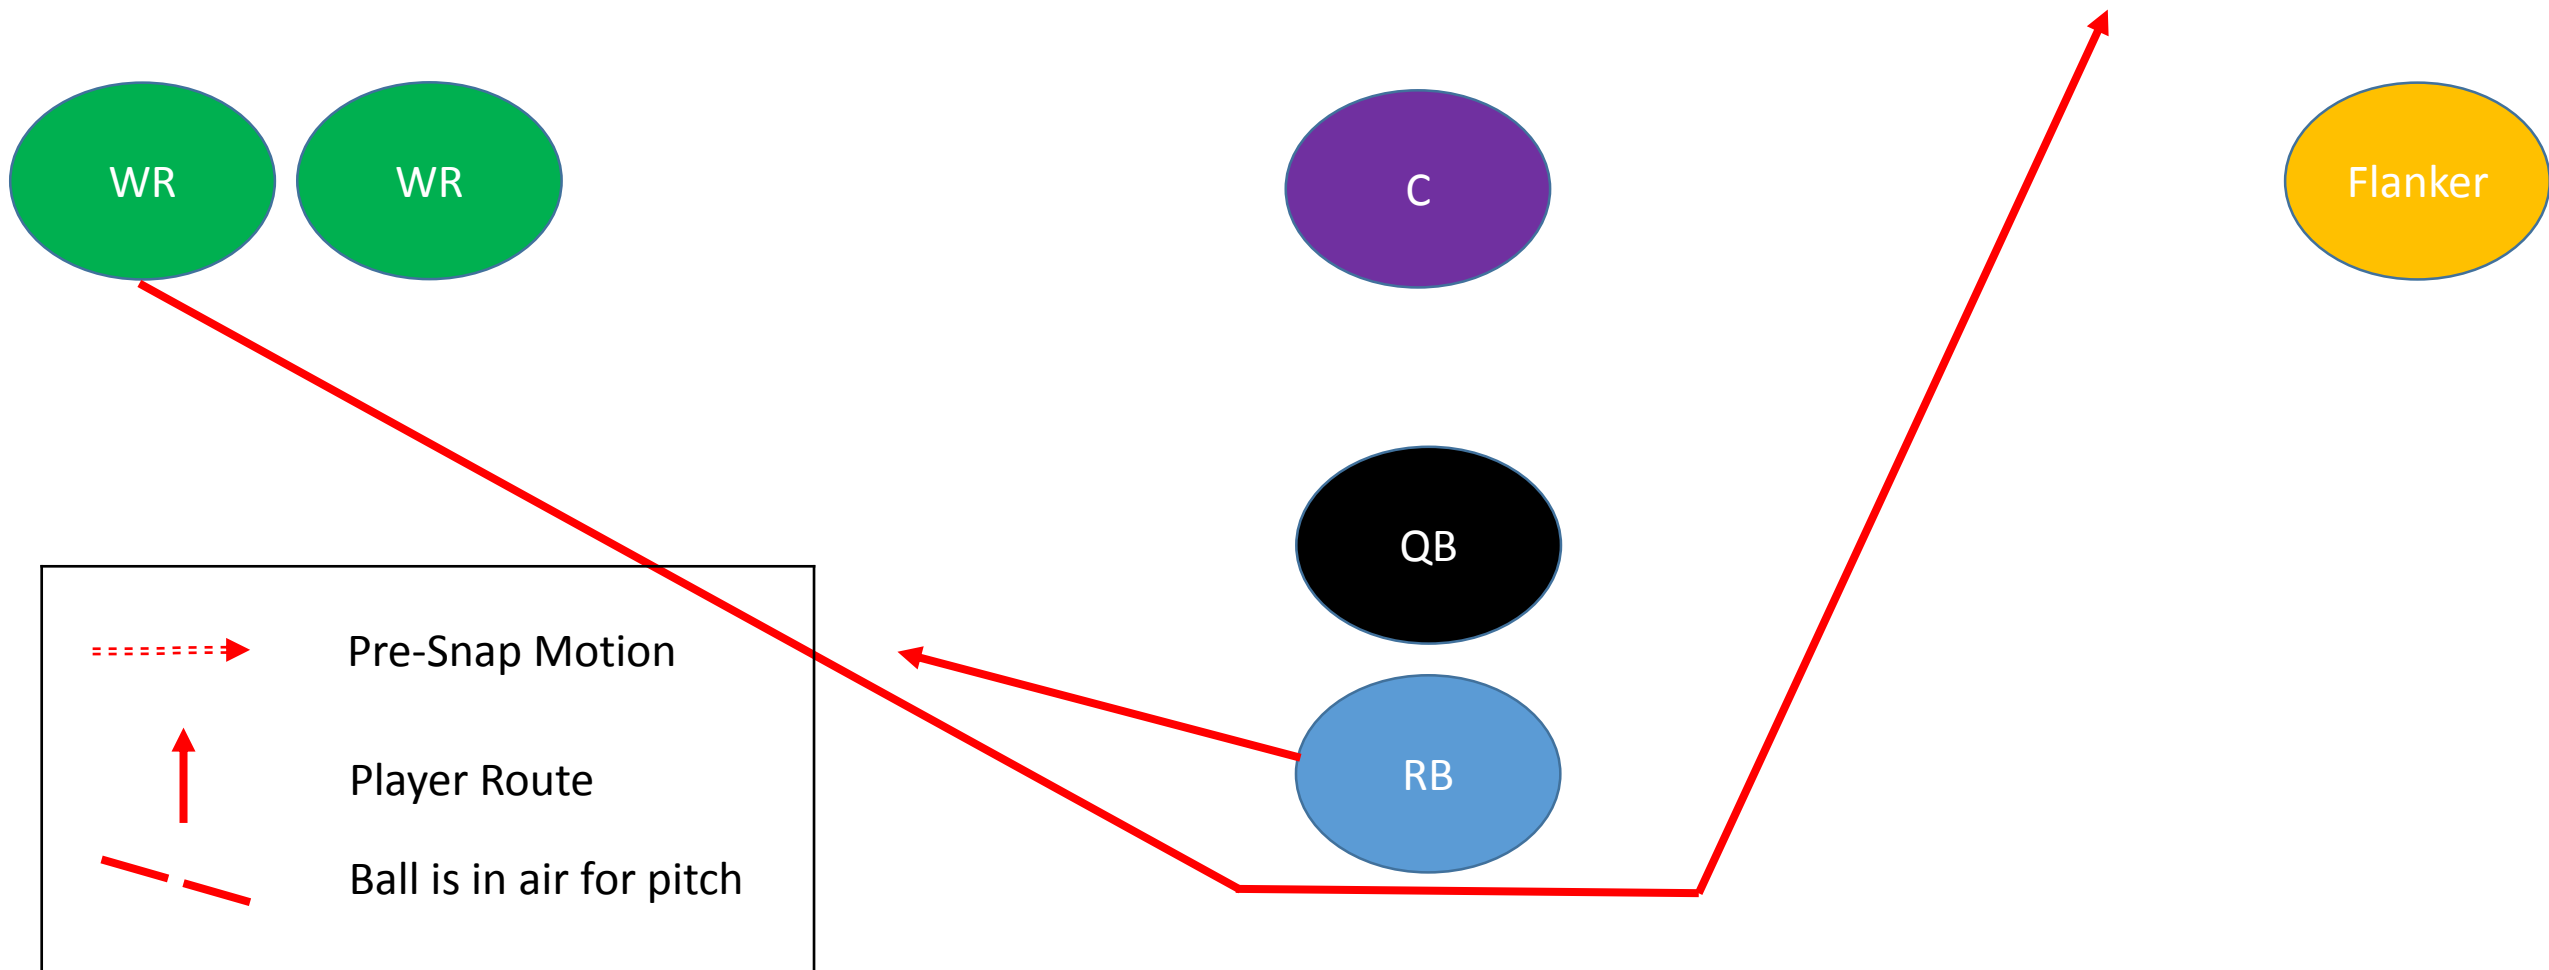 WR
WR
C
Flanker
QB
RB
Pre-Snap Motion
Player Route
Ball is in air for pitch